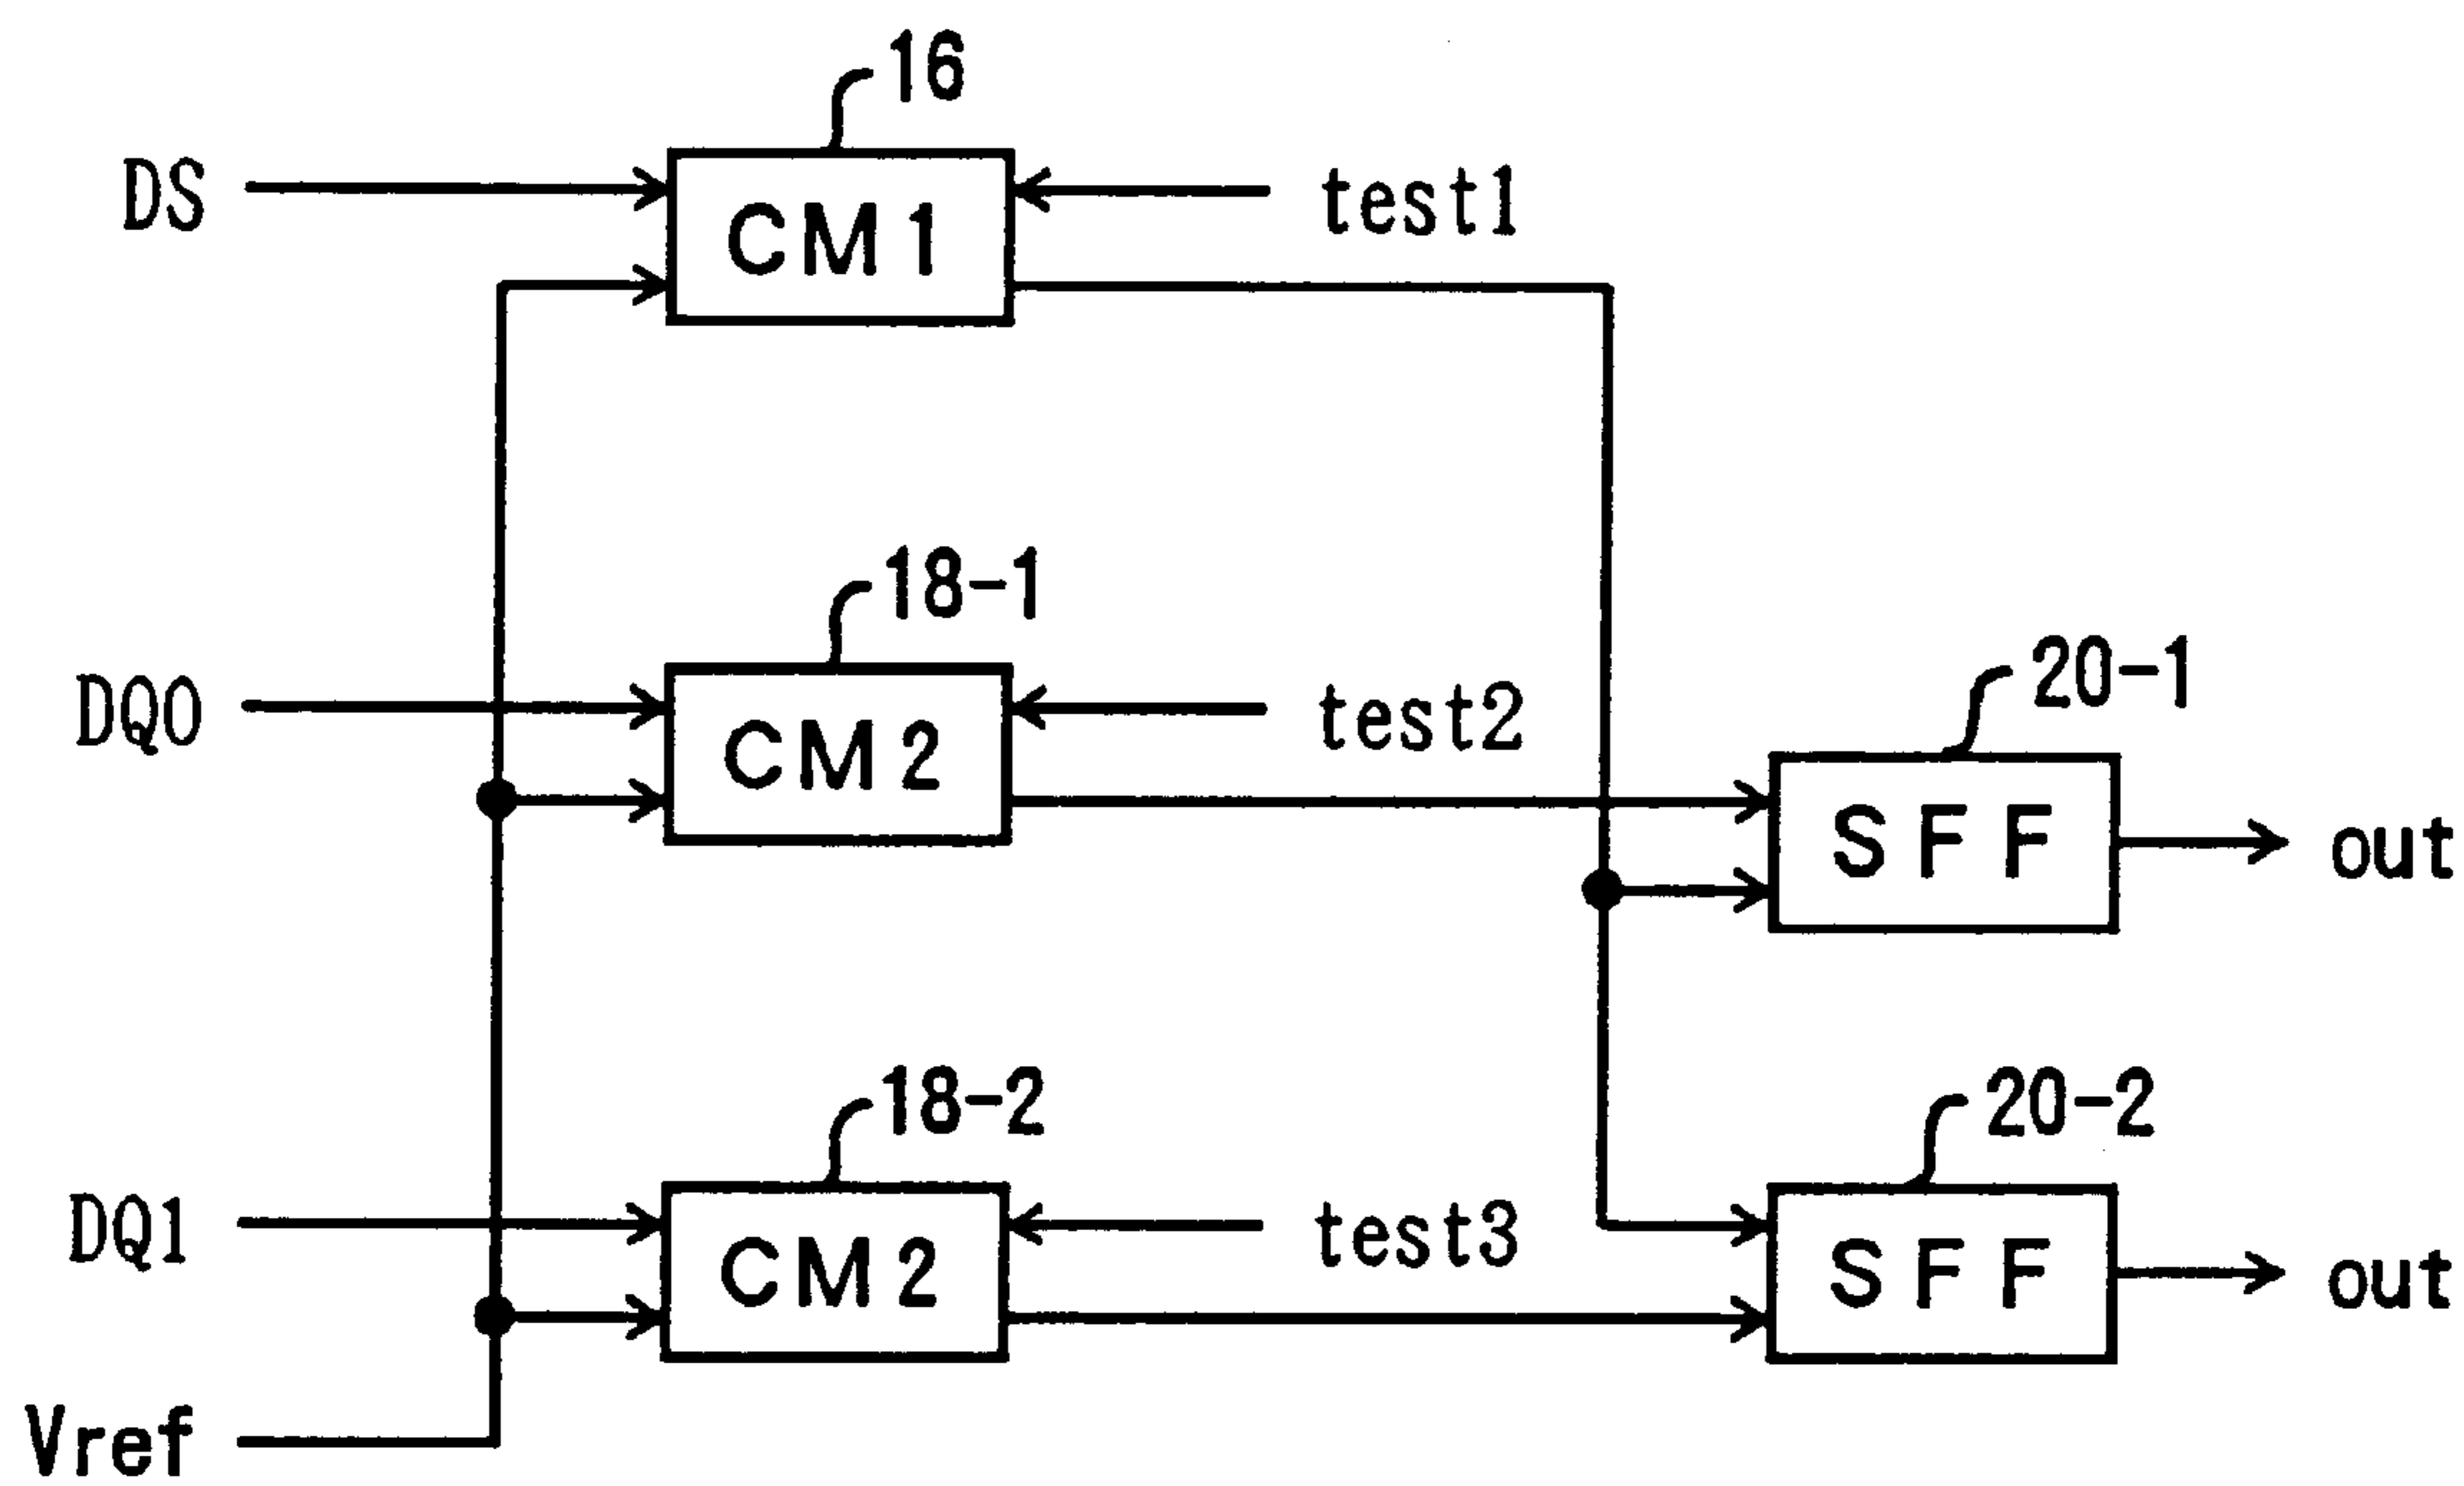 16
DS
test1
CM1
18-1
DQ0
test2
20-1
CM2
SFF
out
18-2
20-2
DQ1
test3
CM2
SFF
out
Vref